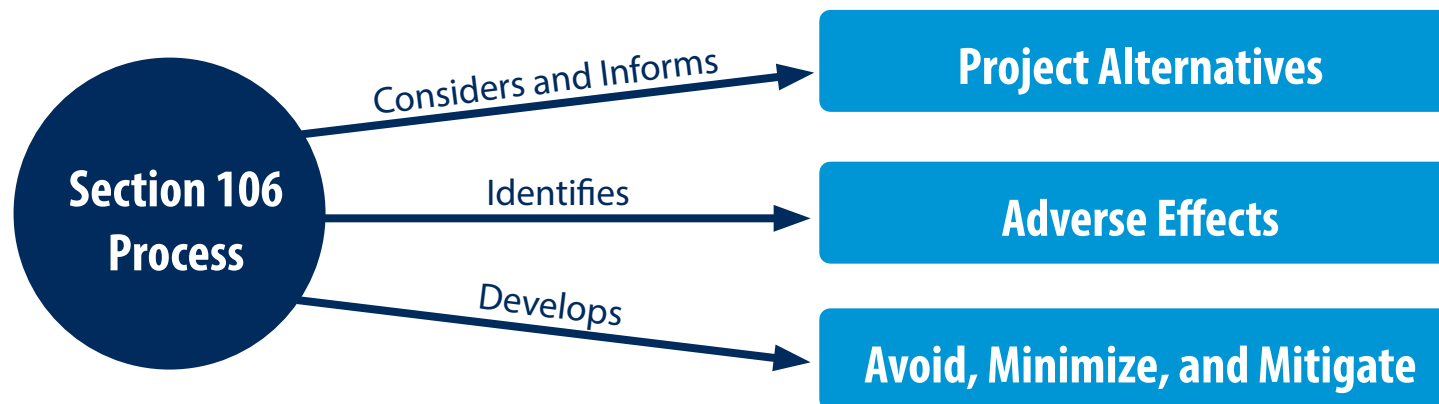 Section 106
Process
Considers and Informs
Project Alternatives
Identifies
Adverse Effects
Develops
Avoid, Minimize, and Mitigate